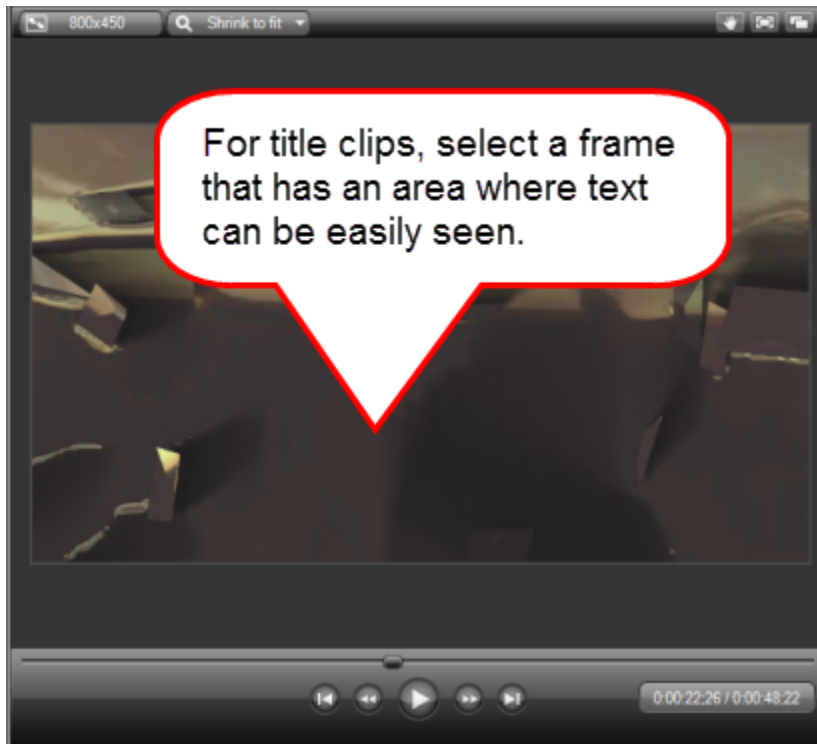 800x450 Shrink to fit
For title clips, select a frame
that has an area where text
can be easily seen.
0:00:22;26 / 0:00:48;22